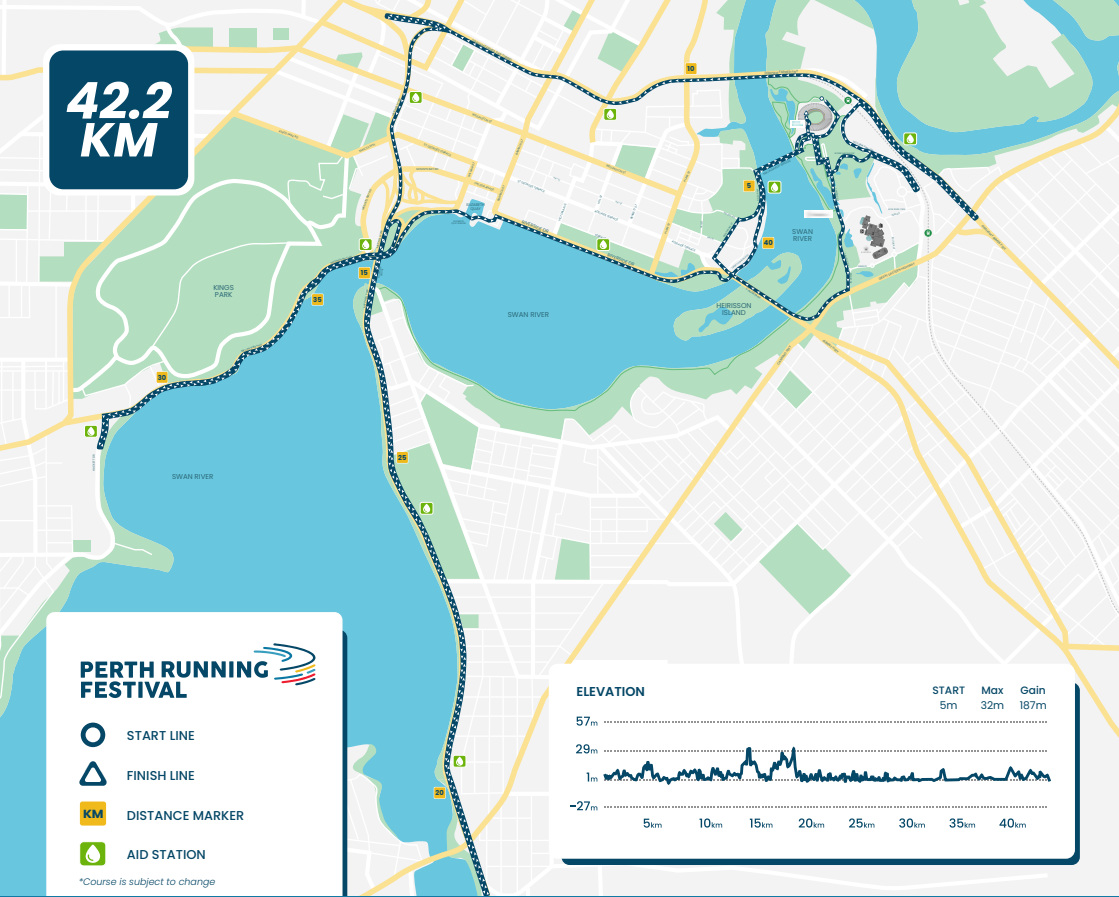 42.2
KM
10
5
40
SWAN
RIVER
15
35
KINGS
PARK
SWAN RIVER
HEIRISSON
ISLAND
30
25
SWAN RIVER
20
PERTH RUNNING
FESTIVAL
START LINE
FINISH LINE
KM DISTANCE MARKER
AID STATION
*Course is subject to change
ELEVATION
START Max Gain
5m 32m 187m
57m
29m
1m
-27m
5km 10km 15km 20km 25km 30km 35km 40km